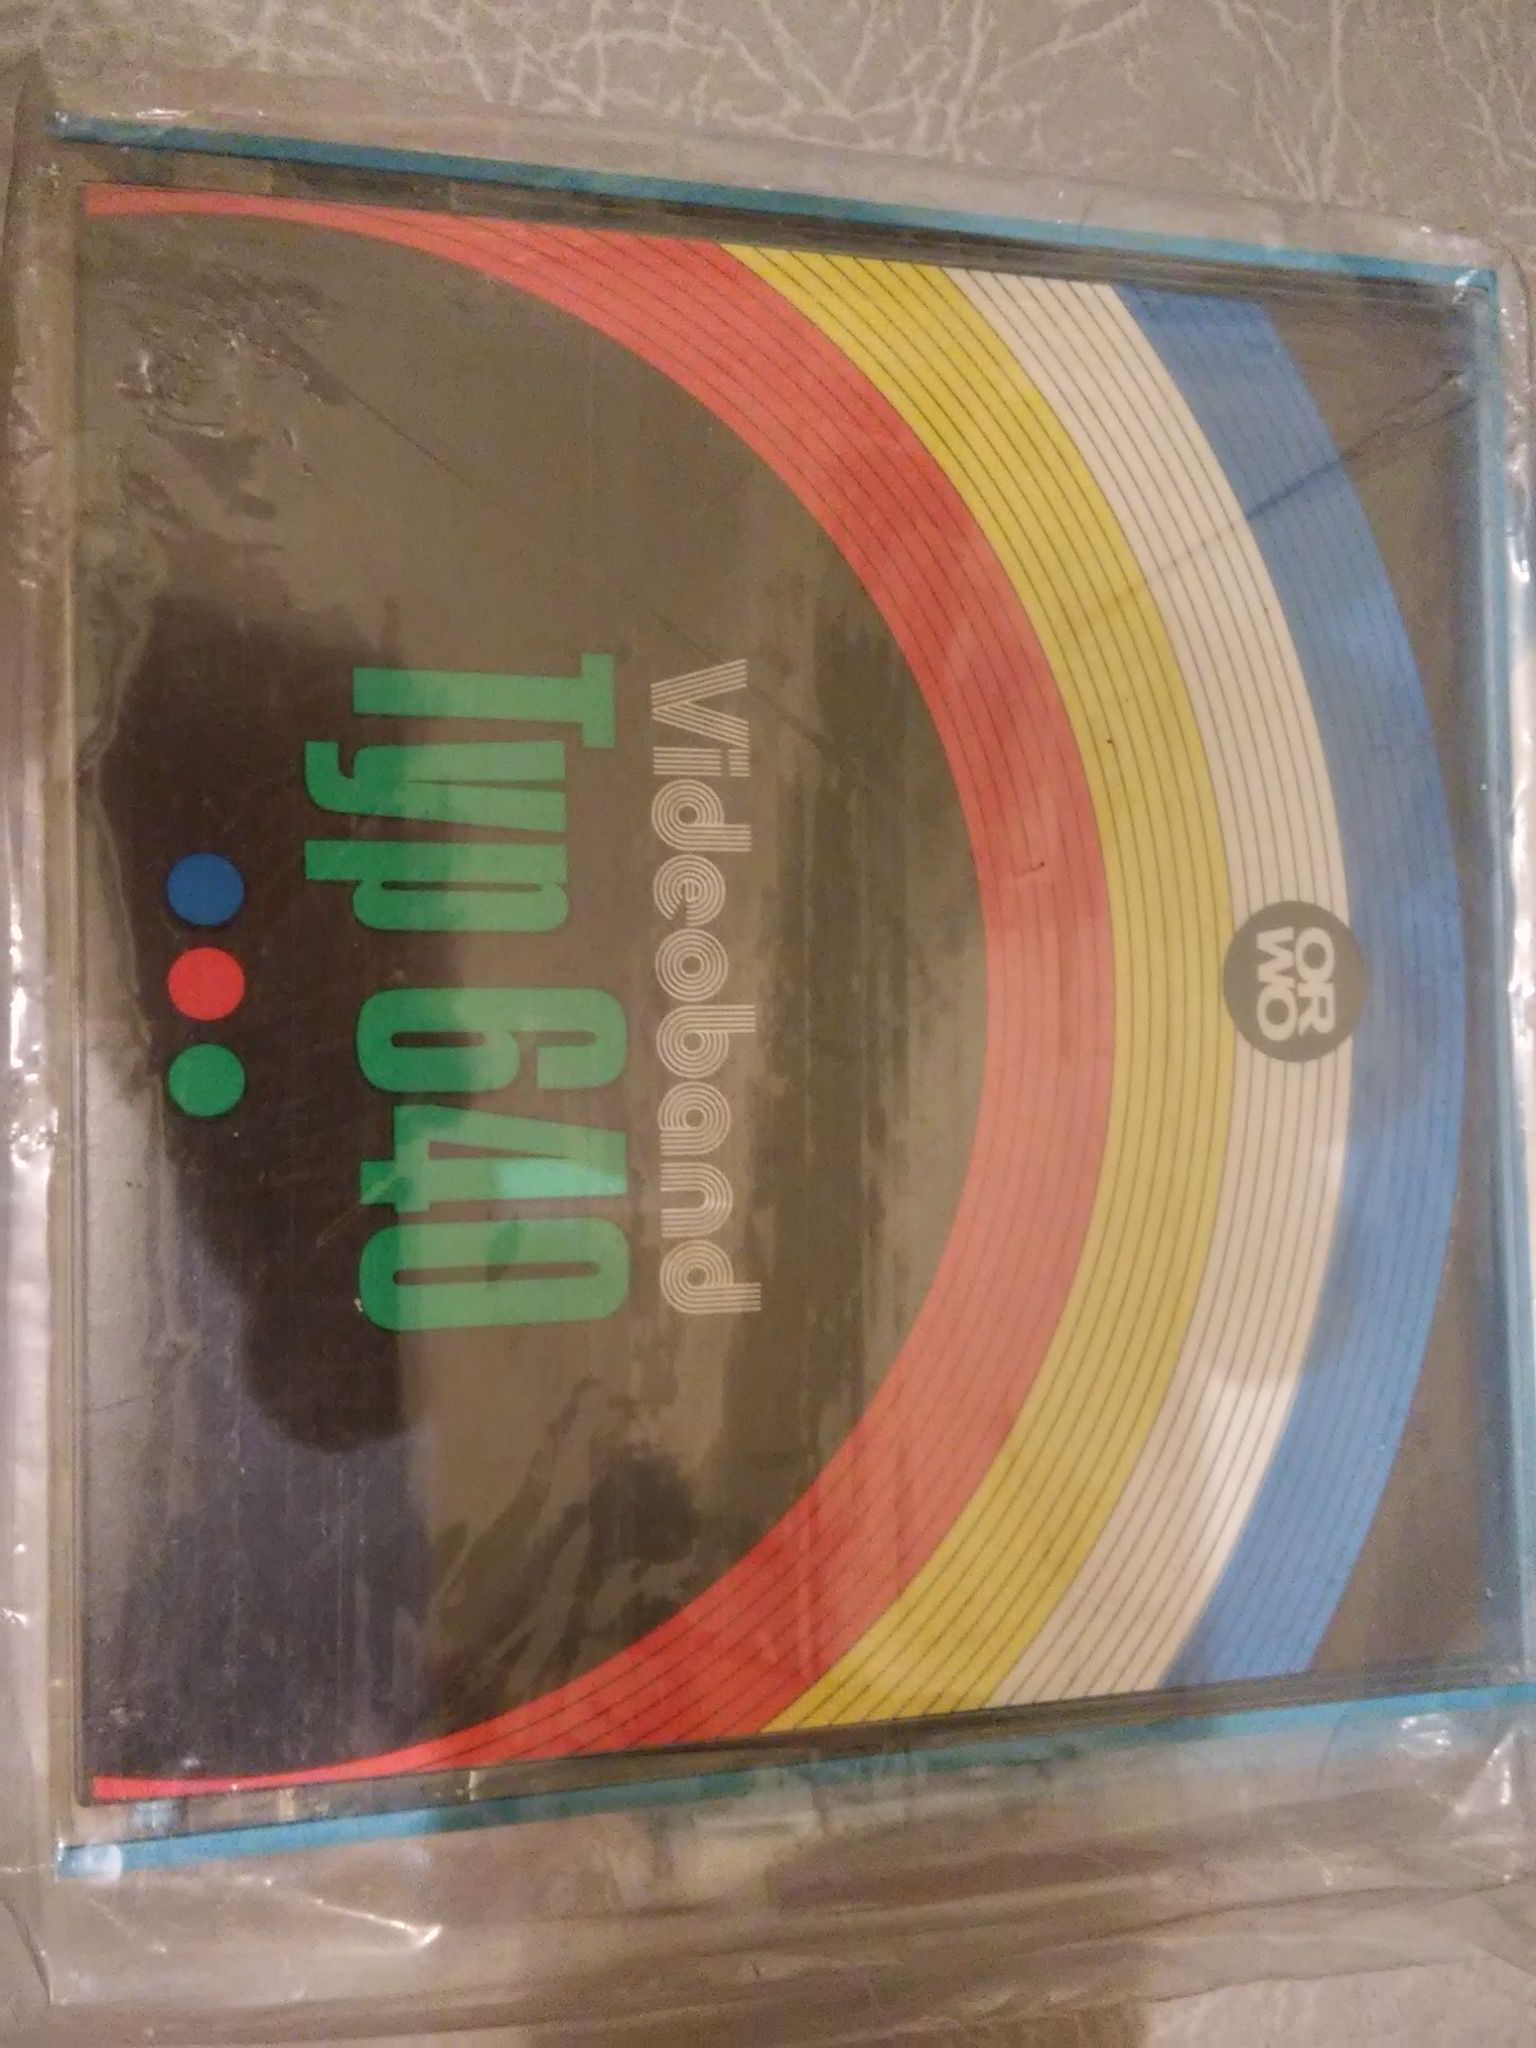 OR
WO
Videoband
Typ 640